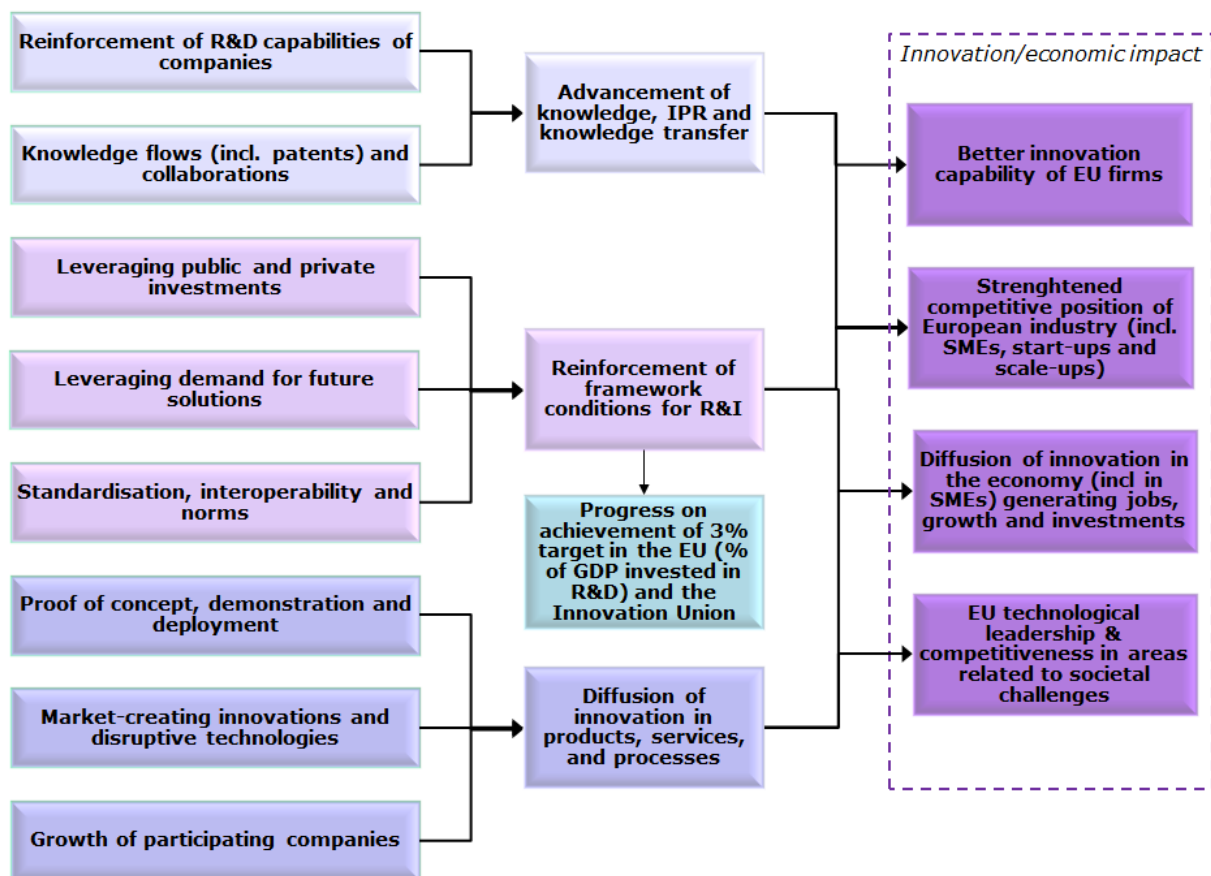 Reinforcement of R&D capabilities of
companies
Knowledge flows (incl. patents) and
collaborations
Leveraging public and private
investments
Leveraging demand for future
solutions
Standardisation, interoperability and
norms
Proof of concept, demonstration and
deployment
Market-creating innovations and
disruptive technologies
Growth of participating companies
Advancement of
knowledge, IPR and
knowledge transfer
Reinforcement of
framework
conditions for R&I
Progress on
achievement of 3%
target in the EU (%
of GDP invested in
R&D) and the
Innovation Union
Diffusion of
innovation in
products, services,
and processes
Innovation/economic impact
Better innovation
capability of EU firms
Strenghtened
competitive position of
European industry (incl.
SMEs, start-ups and
scale-ups)
Diffusion of innovation in
the economy (incl in
SMEs) generating jobs,
growth and investments
EU technological
leadership &
competitiveness in areas
related to societal
challenges